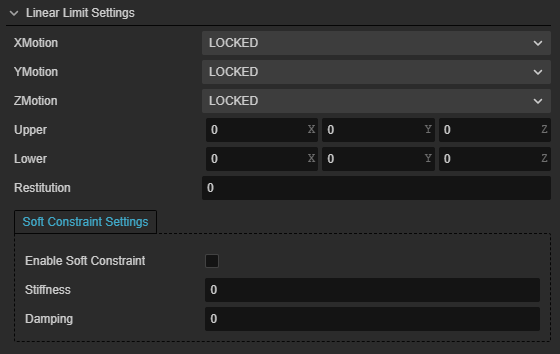 Linear Limit Settings
XMotion LOCKED
YMotion LOCKED
ZMotion LOCKED
Upper 0 X 0 Y 0 Z
Lower 0 X 0 Y 0 Z
Restitution 0
Soft Constraint Settings
Enable Soft Constraint
Stiffness 0
Damping 0